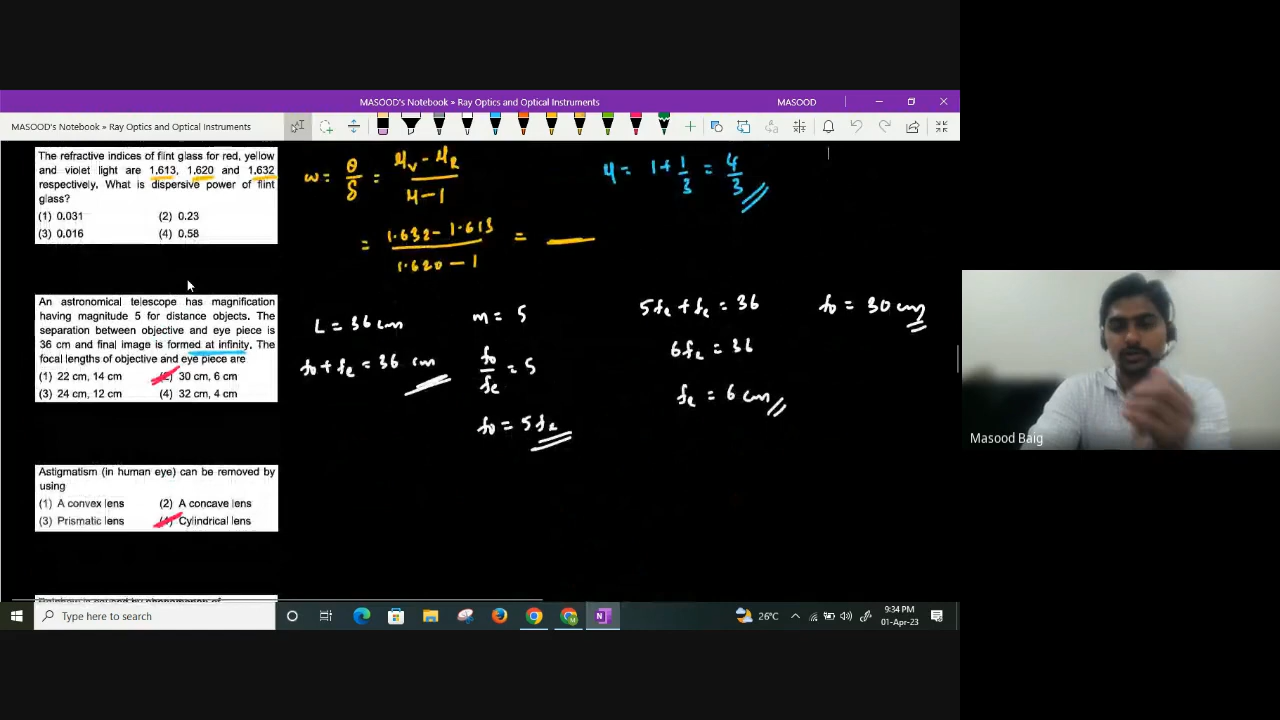 MASOOD's Notebook » Ray Optics and Optical Instruments
MASOOD
MASOOD's Notebook » Ray Optics and Optical Instruments
The refractive indices of flint glass for red, yellow
and violet light are 1.613, 1.620 and 1.632
respectively. What is dispersive power of flint
glass?
(1) 0.031 (2) 0.23
(3) 0.016 (4) 0.58
ω = θ/δ = μV − μR / μ − 1
= 1.632 − 1.613 / 1.620 − 1 =
μ = 1 + 1/3 = 4/3
An astronomical telescope has magnification
having magnitude 5 for distance objects. The
separation between objective and eye piece is
36 cm and final image is formed at infinity. The
focal lengths of objective and eye piece are
(1) 22 cm, 14 cm (2) 30 cm, 6 cm
(3) 24 cm, 12 cm (4) 32 cm, 4 cm
L = 36 cm
fo + fe = 36 cm
m = 5
fo/fe = 5
fo = 5fe
5fe + fe = 36
6fe = 36
fe = 6 cm
fo = 30 cm
Astigmatism (in human eye) can be removed by
using
(1) A convex lens (2) A concave lens
(3) Prismatic lens (4) Cylindrical lens
Masood Baig
Type here to search
26°C
9:34 PM
01-Apr-23